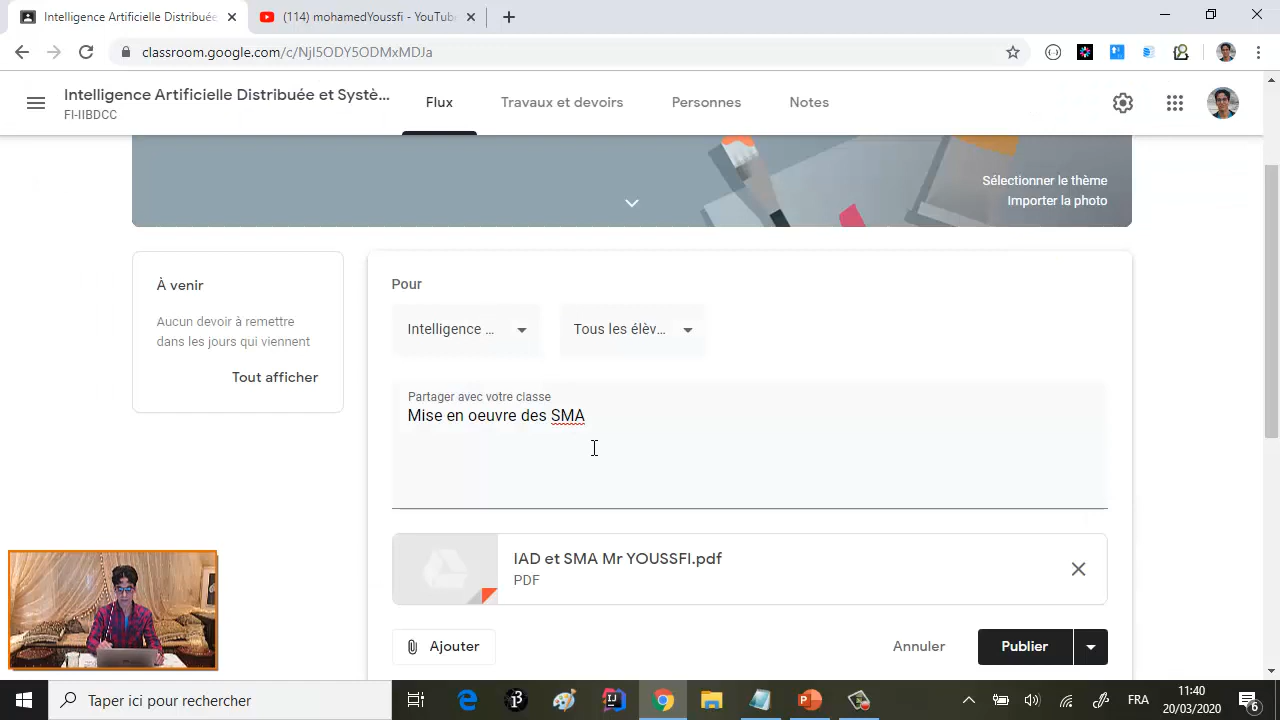 Intelligence Artificielle Distribuée
(114) mohamedYoussfi - YouTube
classroom.google.com/c/NjI5ODY5ODMxMDJa
Intelligence Artificielle Distribuée et Systè...
FI-IIBDCC
Flux
Travaux et devoirs
Personnes
Notes
Sélectionner le thème
Importer la photo
À venir
Aucun devoir à remettre
dans les jours qui viennent
Tout afficher
Pour
Intelligence ...
Tous les élèv...
Partager avec votre classe
Mise en oeuvre des SMA
IAD et SMA Mr YOUSSFI.pdf
PDF
Ajouter
Annuler
Publier
Taper ici pour rechercher
FRA
11:40
20/03/2020
6